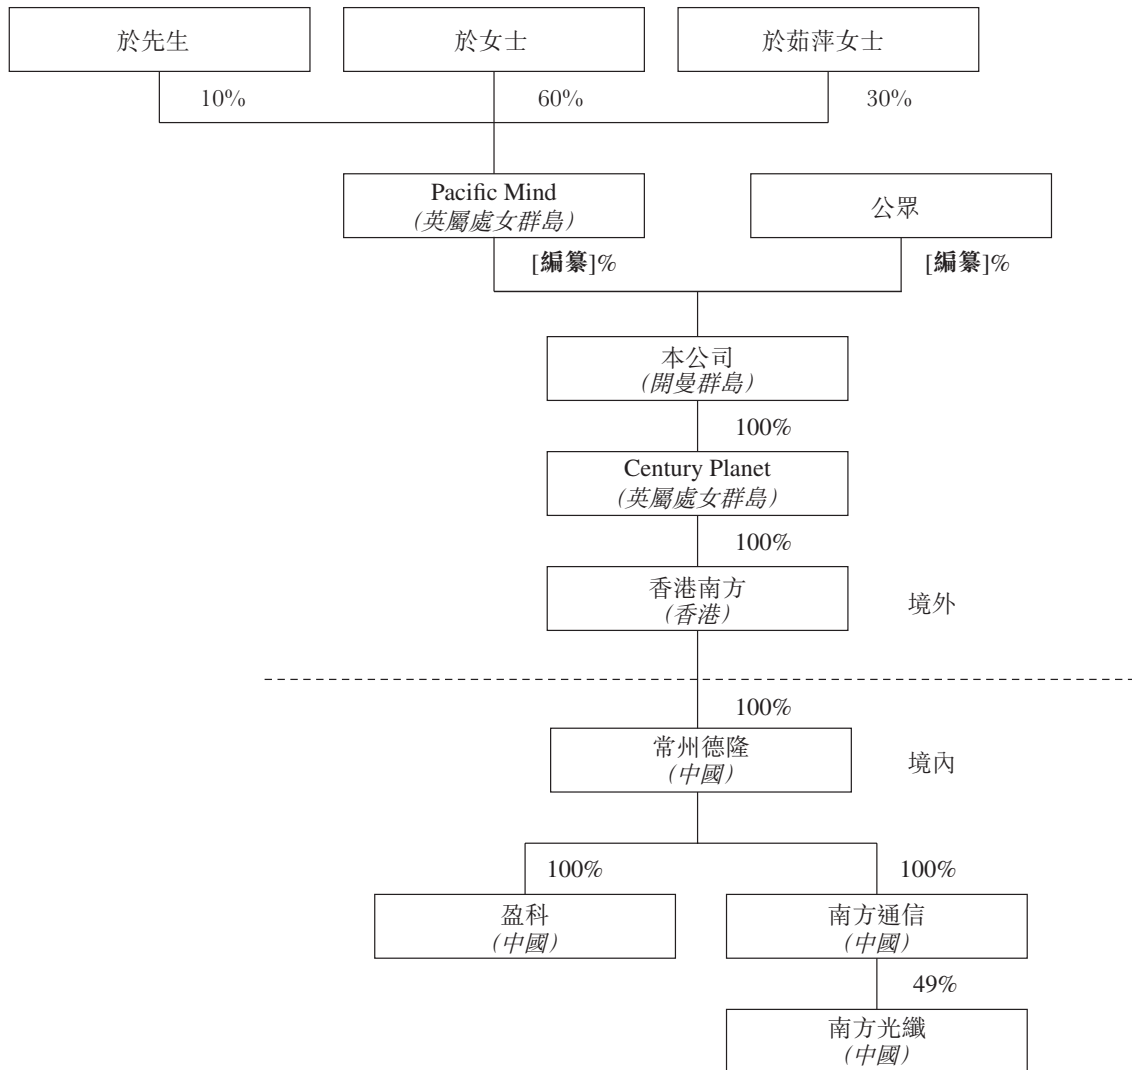 於先生
於女士
於茹萍女士
10%
60%
30%
Pacific Mind
(英屬處女群島)
公眾
[編纂]%
[編纂]%
本公司
(開曼群島)
100%
Century Planet
(英屬處女群島)
100%
香港南方
(香港)
境外
100%
常州德隆
(中國)
境內
100%
100%
盈科
(中國)
南方通信
(中國)
49%
南方光纖
(中國)